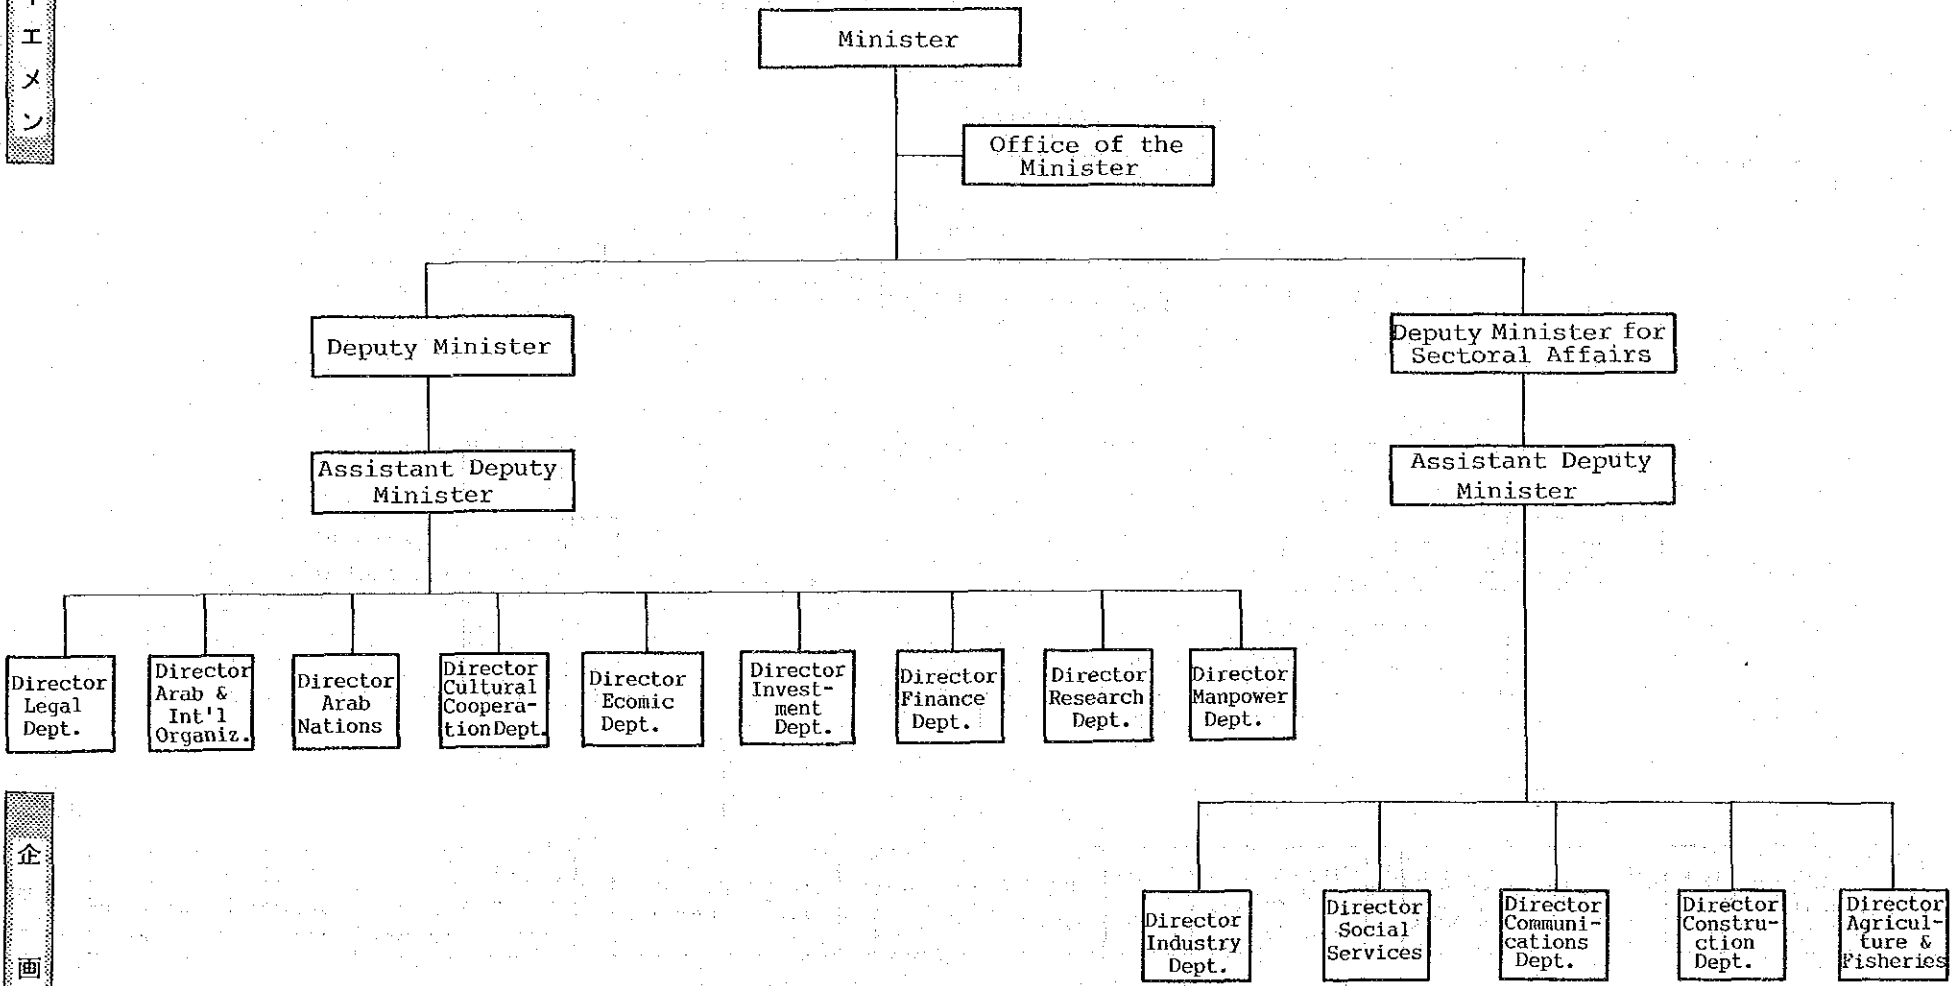 エメン
Minister
Office of the
Minister
Deputy Minister
Deputy Minister for
Sectoral Affairs
Assistant Deputy
Minister
Assistant Deputy
Minister
Director
Legal
Dept.
Director
Arab &
Int'l
Organiz.
Director
Arab
Nations
Director
Cultural
Coopera-
tion Dept.
Director
Ecomic
Dept.
Director
Invest-
ment
Dept.
Director
Finance
Dept.
Director
Research
Dept.
Director
Manpower
Dept.
企画
Director
Industry
Dept.
Director
Social
Services
Director
Communi-
cations
Dept.
Director
Constru-
ction
Dept.
Director
Agricul-
ture &
Fisheries